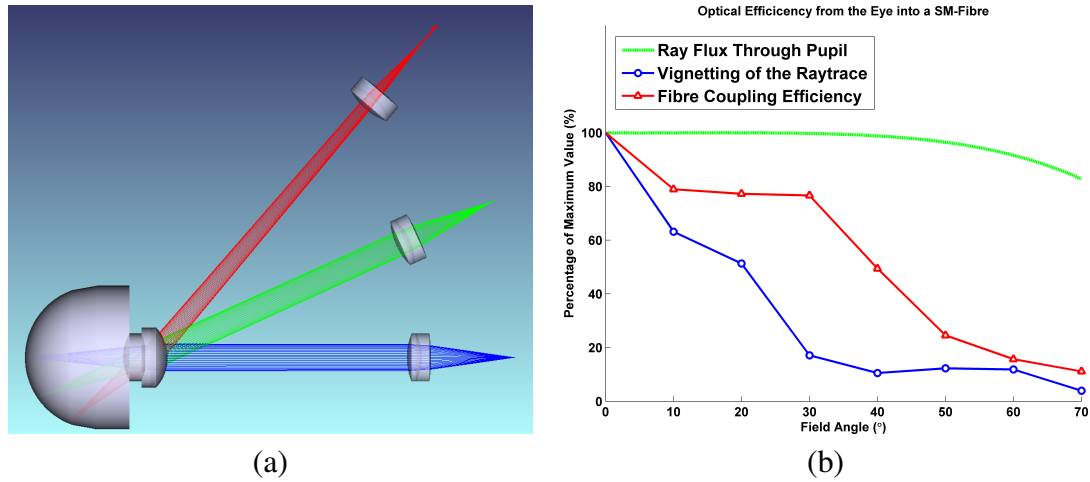 Optical Efficicency from the Eye into a SM-Fibre
Ray Flux Through Pupil
Vignetting of the Raytrace
Fibre Coupling Efficiency
Percentage of Maximum Value (%)
100
80
60
40
20
0
0 10 20 30 40 50 60 70
Field Angle (°)
(a) (b)